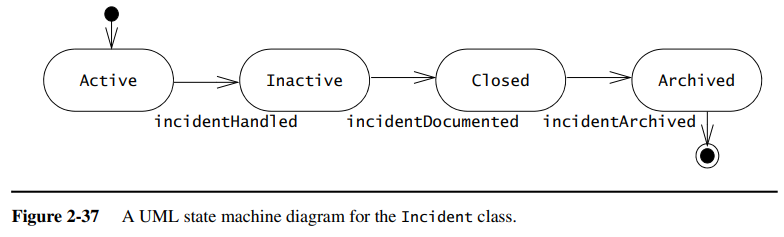 Active Inactive Closed Archived
incidentHandled incidentDocumented incidentArchived
Figure 2-37 A UML state machine diagram for the Incident class.